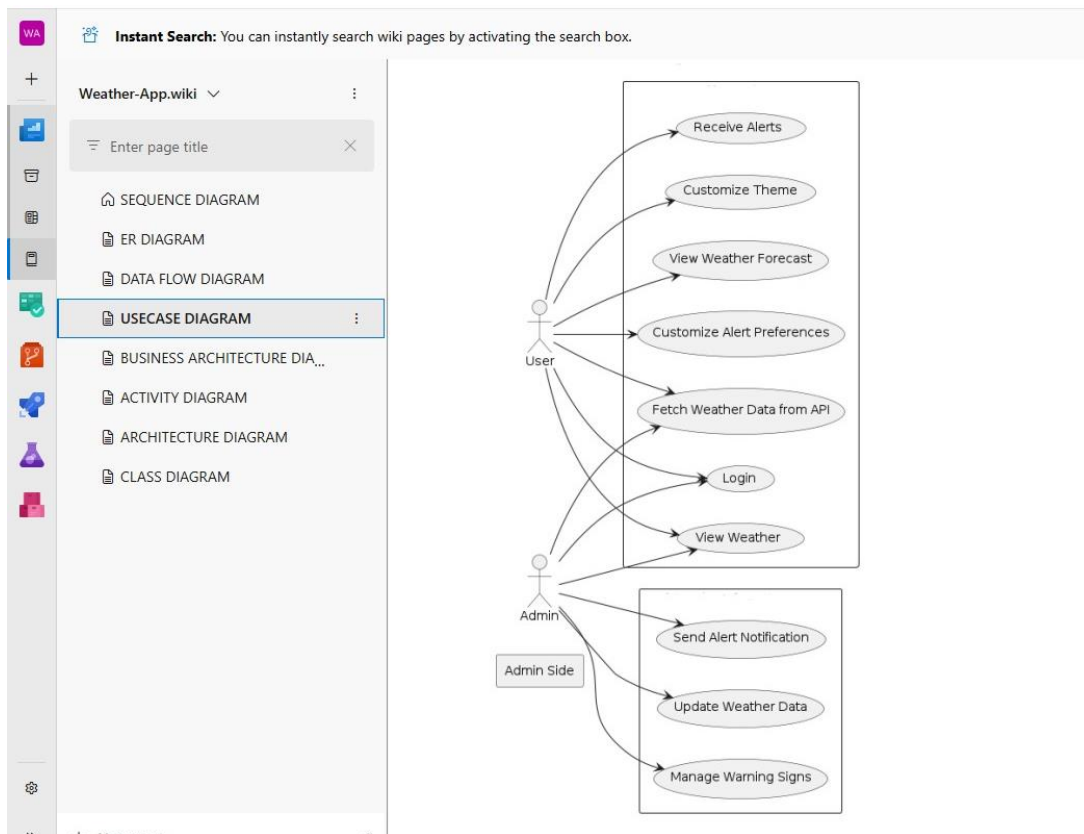 WA
Instant Search: You can instantly search wiki pages by activating the search box.
Weather-App.wiki
Enter page title
SEQUENCE DIAGRAM
ER DIAGRAM
DATA FLOW DIAGRAM
USECASE DIAGRAM
BUSINESS ARCHITECTURE DIA...
ACTIVITY DIAGRAM
ARCHITECTURE DIAGRAM
CLASS DIAGRAM
Receive Alerts
Customize Theme
View Weather Forecast
Customize Alert Preferences
User
Fetch Weather Data from API
Login
View Weather
Admin
Send Alert Notification
Admin Side
Update Weather Data
Manage Warning Signs